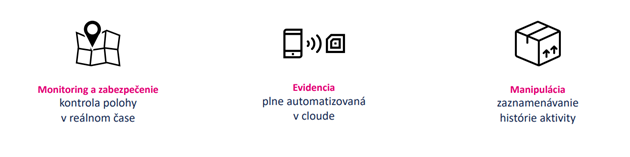 Monitoring a zabezpečenie
kontrola polohy
v reálnom čase
Evidencia
plne automatizovaná
v cloude
Manipulácia
zaznamenávanie
histórie aktivity